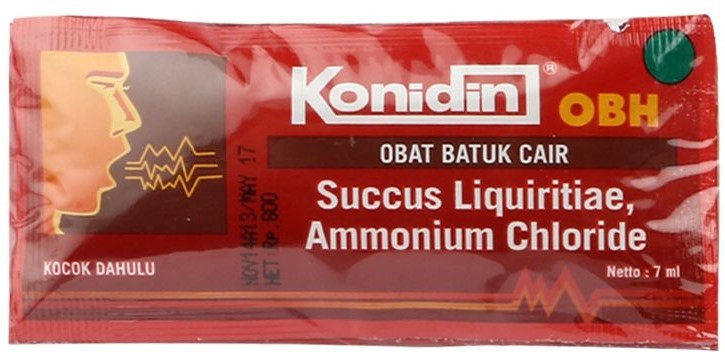 Konidin® OBH
OBAT BATUK CAIR
Succus Liquiritiae,
Ammonium Chloride
KOCOK DAHULU
Netto : 7 ml
NOV14A13/MAY 17
HET: Rp. 800